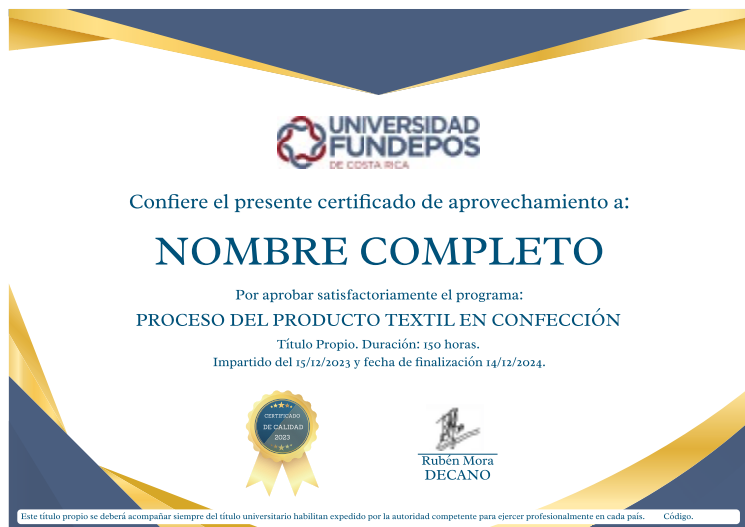 UNIVERSIDAD
FUNDEPOS
DE COSTA RICA
Confiere el presente certificado de aprovechamiento a:
NOMBRE COMPLETO
Por aprobar satisfactoriamente el programa:
PROCESO DEL PRODUCTO TEXTIL EN CONFECCIÓN
Título Propio. Duración: 150 horas.
Impartido del 15/12/2023 y fecha de finalización 14/12/2024.
CERTIFICADO
DE CALIDAD
2023
Rubén Mora
DECANO
Este título propio se deberá acompañar siempre del título universitario habilitan expedido por la autoridad competente para ejercer profesionalmente en cada país. Código.